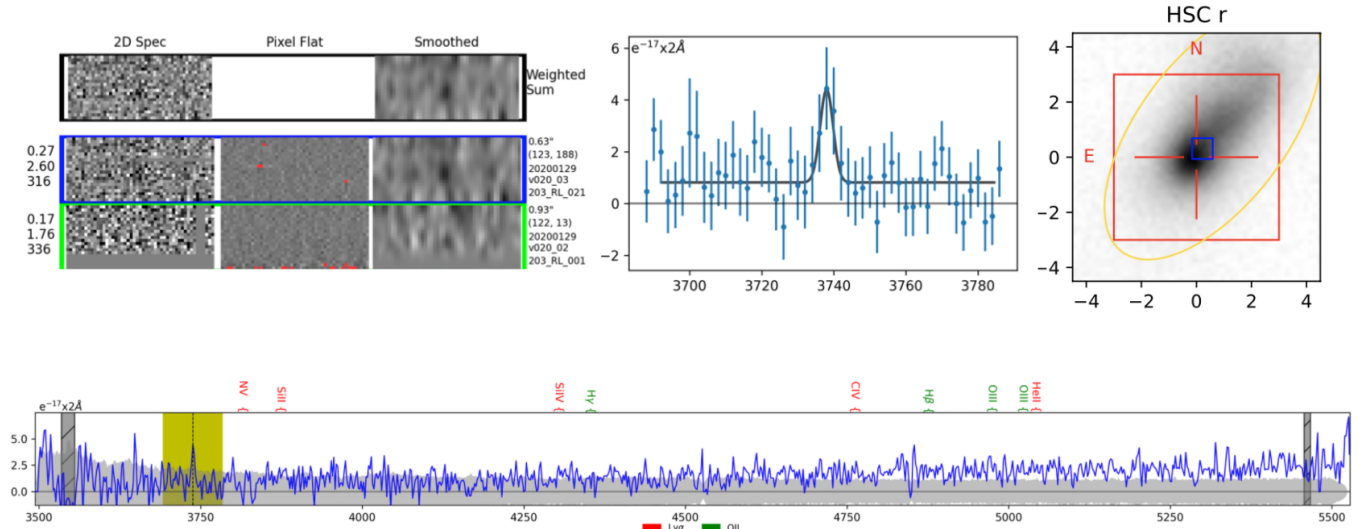 HSC r
2D Spec Pixel Flat Smoothed
Weighted
Sum
0.27
2.60
316
0.63"
(123, 188)
20200129
v020_03
203_RL_021
0.17
1.76
336
0.93"
(122, 13)
20200129
v020_02
203_RL_001
e⁻¹⁷x2Å
6
4
2
0
−2
3700 3720 3740 3760 3780
N
E
4
2
0
−2
−4
−4 −2 0 2 4
NV { SiII { SiIV { Hγ { CIV { Hβ { OIII { OIII { HeII {
e⁻¹⁷x2Å
5.0
2.5
0.0
3500 3750 4000 4250 4500 4750 5000 5250 5500
Lyα OII